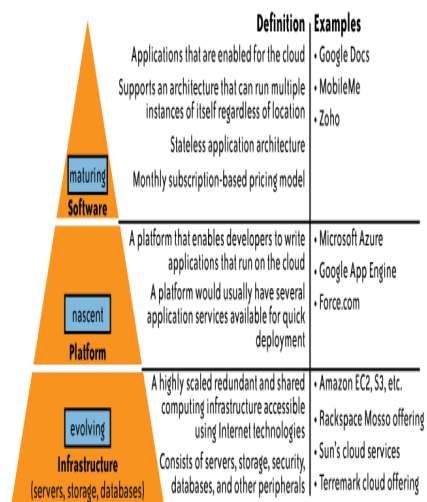 Definition Examples
Applications that are enabled for the cloud
Supports an architecture that can run multiple
instances of itself regardless of location
Stateless application architecture
Monthly subscription-based pricing model
• Google Docs
• MobileMe
• Zoho
maturing
Software
A platform that enables developers to write
applications that run on the cloud
A platform would usually have several
application services available for quick
deployment
• Microsoft Azure
• Google App Engine
• Force.com
nascent
Platform
A highly scaled redundant and shared
computing infrastructure accessible
using Internet technologies
Consists of servers, storage, security,
databases, and other peripherals
• Amazon EC2, S3, etc.
• Rackspace Mosso offering
• Sun's cloud services
• Terremark cloud offering
evolving
Infrastructure
(servers, storage, databases)